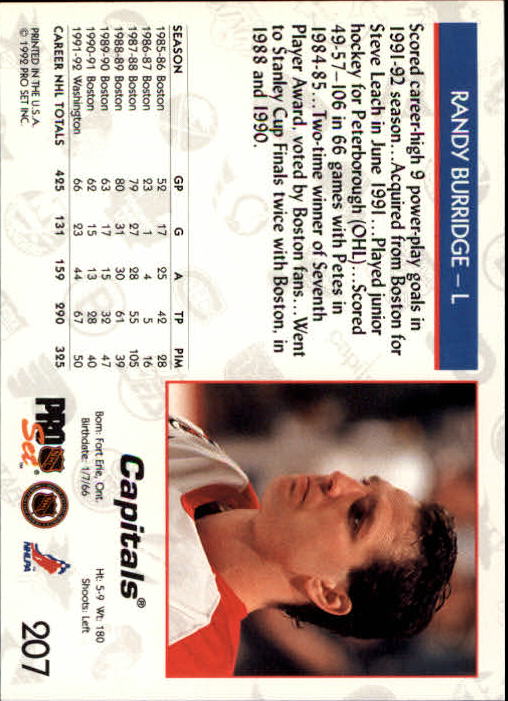 RANDY BURRIDGE – L
Scored career-high 9 power-play goals in
1991-92 season...Acquired from Boston for
Steve Leach in June 1991...Played junior
hockey for Peterborough (OHL)...Scored
49-57–106 in 66 games with Petes in
1984-85...Two-time winner of Seventh
Player Award, voted by Boston fans...Went
to Stanley Cup Finals twice with Boston, in
1988 and 1990.
SEASON GP G A TP PIM
1985-86 Boston 52 17 25 42 28
1986-87 Boston 23 1 4 5 16
1987-88 Boston 79 27 28 55 105
1988-89 Boston 80 31 30 61 39
1989-90 Boston 63 17 15 32 47
1990-91 Boston 62 15 13 28 40
1991-92 Washington 66 23 44 67 50
CAREER NHL TOTALS 425 131 159 290 325
PRINTED IN THE U.S.A.
© 1992 PRO SET INC.
Capitals®
Born: Fort Erie, Ont. Ht: 5-9 Wt: 180
Birthdate: 1/7/66 Shoots: Left
PRO Set™ NHL NHL NHLPA 207